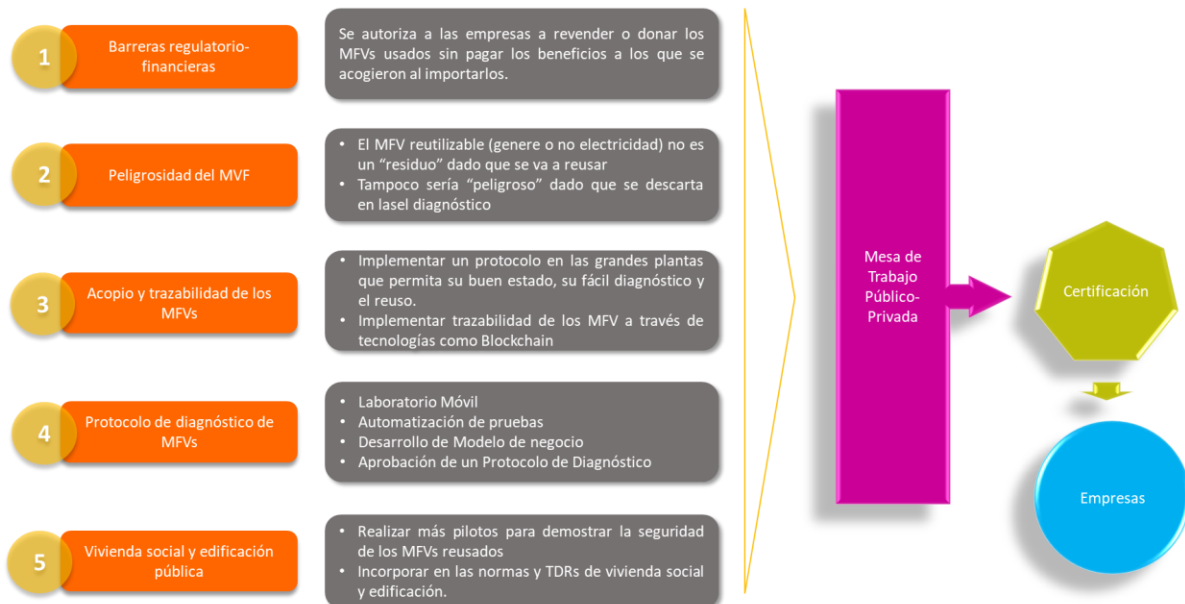 1
Barreras regulatorio-
financieras
Se autoriza a las empresas a revender o donar los
MFVs usados sin pagar los beneficios a los que se
acogieron al importarlos.
2
Peligrosidad del MVF
• El MFV reutilizable (genere o no electricidad) no es
un “residuo” dado que se va a reusar
• Tampoco sería “peligroso” dado que se descarta
en lasel diagnóstico
3
Acopio y trazabilidad de los
MFVs
• Implementar un protocolo en las grandes plantas
que permita su buen estado, su fácil diagnóstico y
el reuso.
• Implementar trazabilidad de los MFV a través de
tecnologías como Blockchain
4
Protocolo de diagnóstico de
MFVs
• Laboratorio Móvil
• Automatización de pruebas
• Desarrollo de Modelo de negocio
• Aprobación de un Protocolo de Diagnóstico
5
Vivienda social y edificación
pública
• Realizar más pilotos para demostrar la seguridad
de los MFVs reusados
• Incorporar en las normas y TDRs de vivienda social
y edificación.
Mesa de
Trabajo
Público-
Privada
Certificación
Empresas